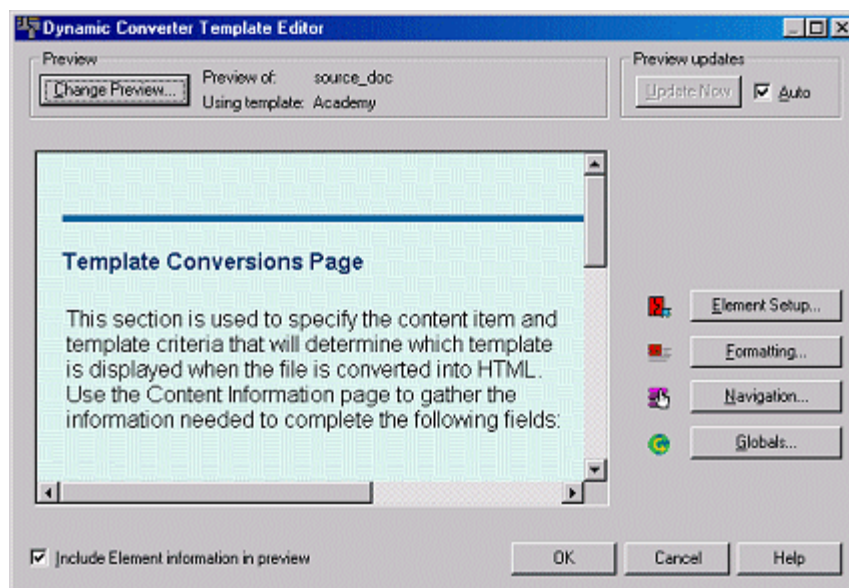 Dynamic Converter Template Editor
Preview
Preview updates
Change Preview...
Preview of: source_doc
Using template: Academy
Update Now
Auto
Template Conversions Page
This section is used to specify the content item and
template criteria that will determine which template
is displayed when the file is converted into HTML.
Use the Content Information page to gather the
information needed to complete the following fields:
Element Setup...
Formatting...
Navigation...
Globals...
Include Element information in preview
OK
Cancel
Help